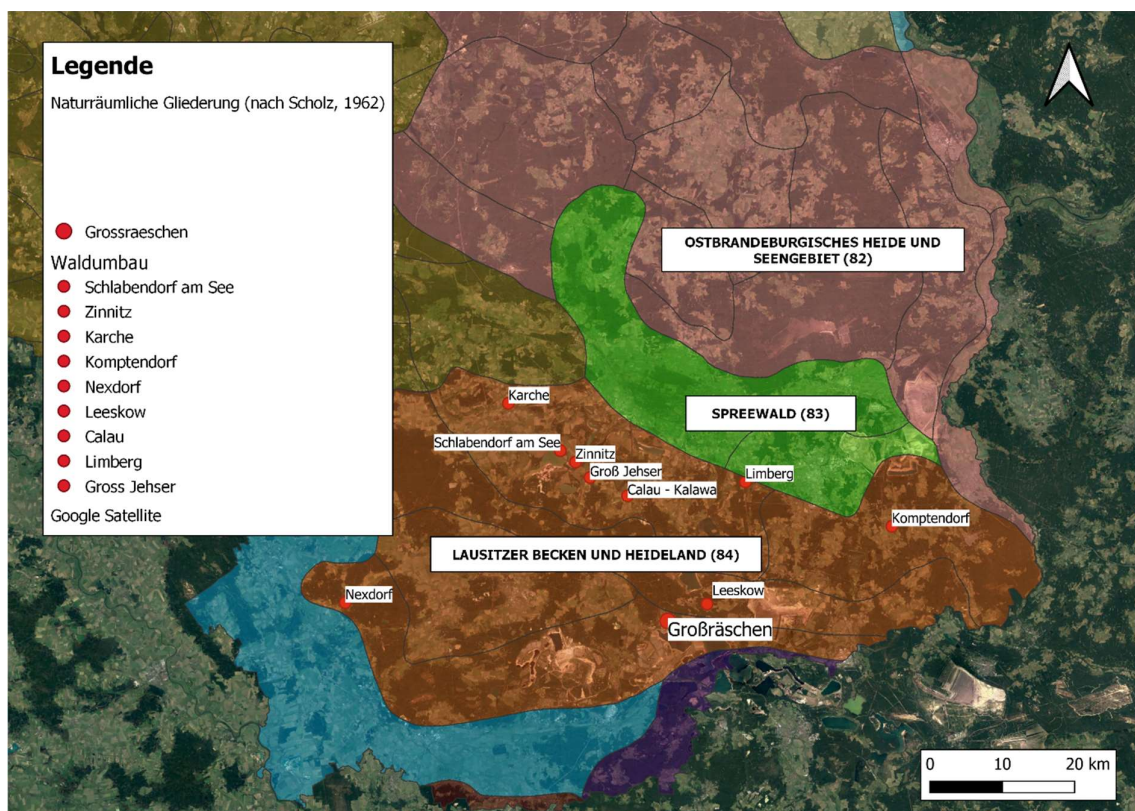 Legende
Naturräumliche Gliederung (nach Scholz, 1962)
Grossraeschen
Waldumbau
Schlabendorf am See
Zinnitz
Karche
Komptendorf
Nexdorf
Leeskow
Calau
Limberg
Gross Jehser
Google Satellite
OSTBRANDEBURGISCHES HEIDE UND
SEENGEBIET (82)
SPREEWALD (83)
Karche
Schlabendorf am See
Zinnitz
Groß Jehser
Calau - Kalawa
Limberg
Komptendorf
LAUSITZER BECKEN UND HEIDELAND (84)
Nexdorf
Leeskow
Großräschen
0 10 20 km